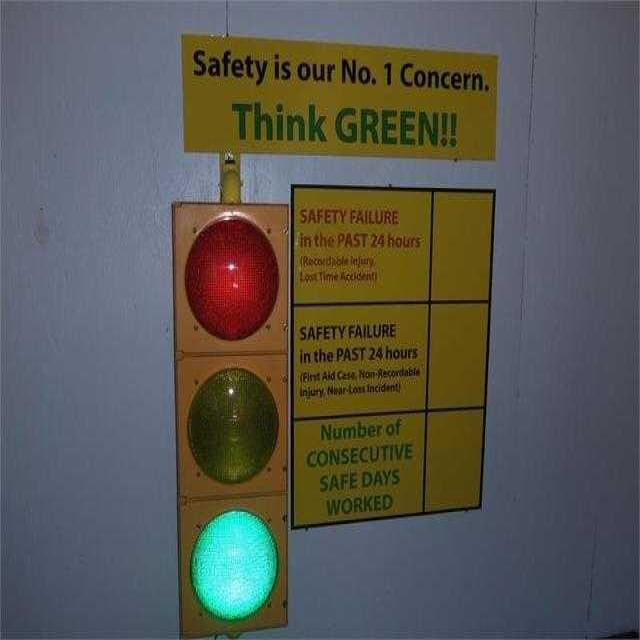 Safety is our No. 1 Concern.
Think GREEN!!
SAFETY FAILURE
in the PAST 24 hours
(Recordable Injury,
Lost Time Accident)
SAFETY FAILURE
in the PAST 24 hours
(First Aid Case, Non-Recordable
Injury, Near-Loss Incident)
Number of
CONSECUTIVE
SAFE DAYS
WORKED